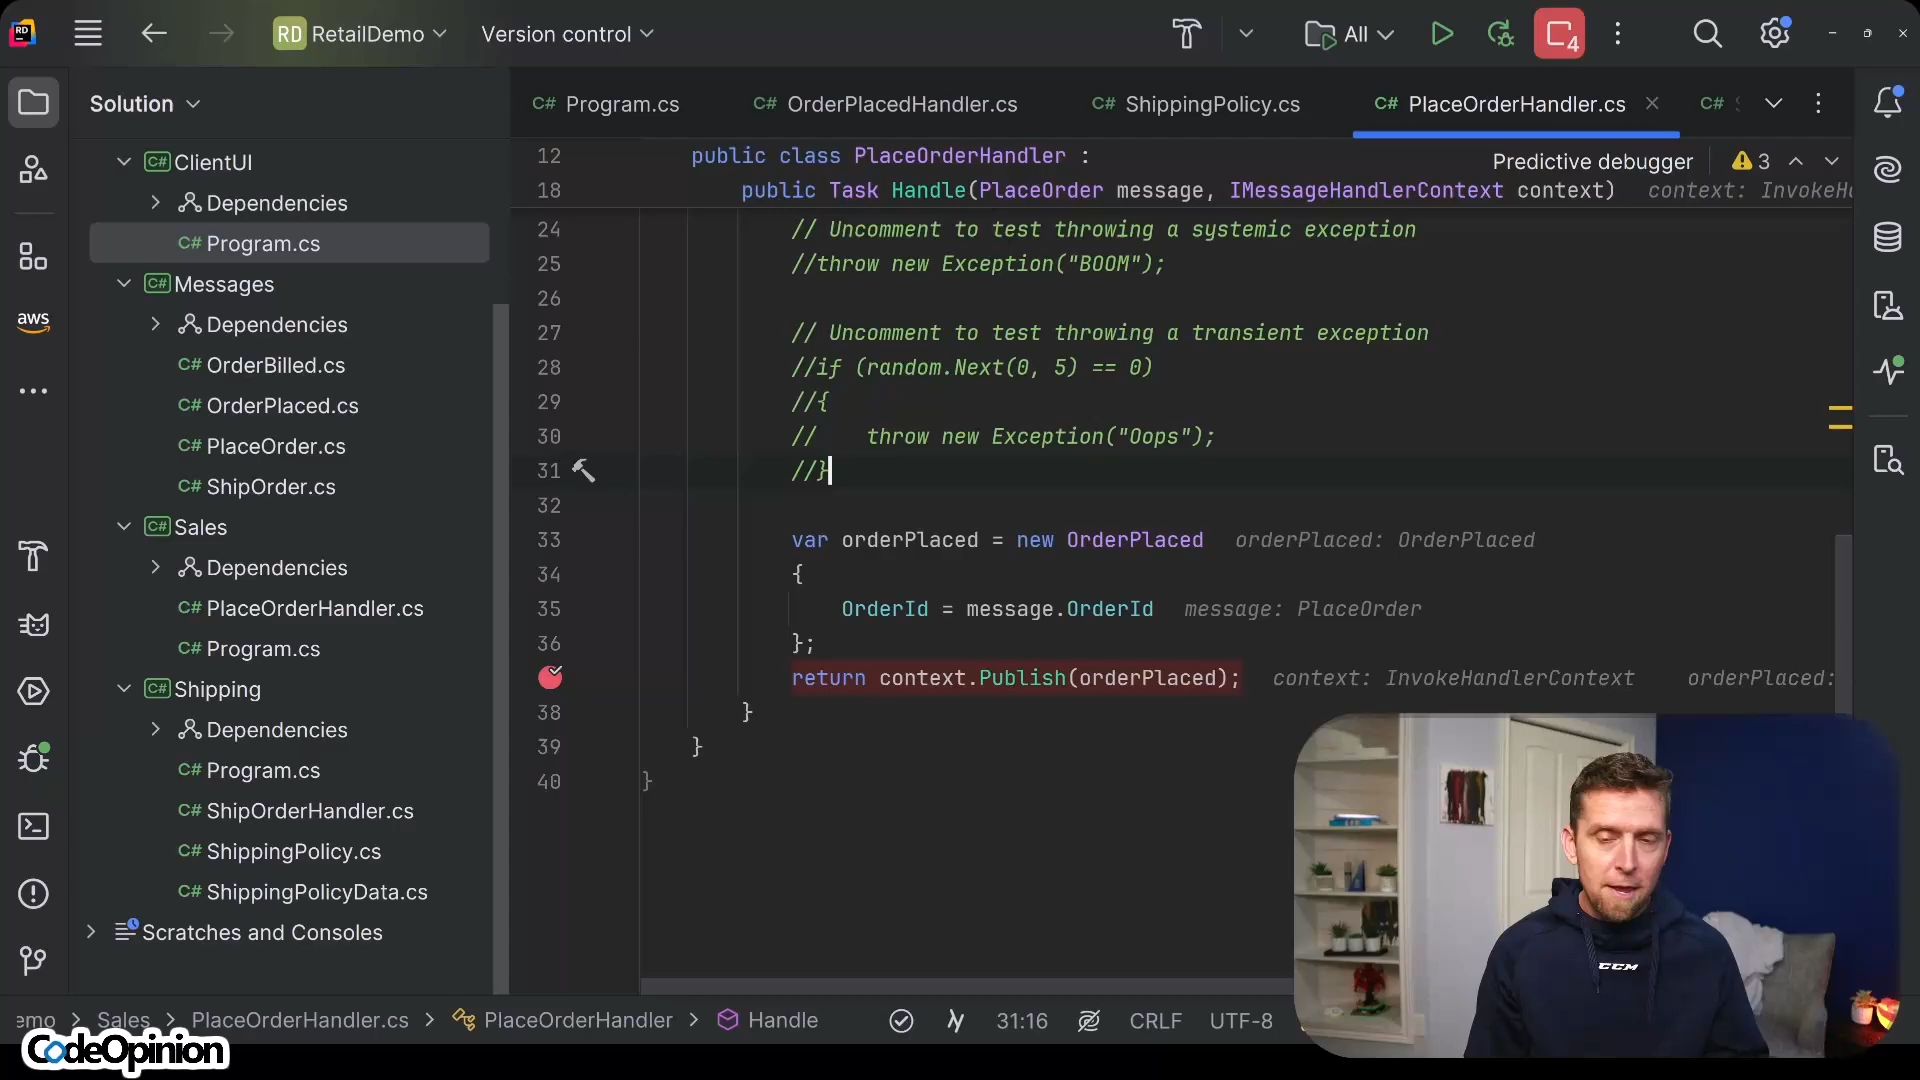 RD
RD RetailDemo
Version control
All
4
Solution
C# ClientUI
Dependencies
C# Program.cs
C# Messages
Dependencies
C# OrderBilled.cs
C# OrderPlaced.cs
C# PlaceOrder.cs
C# ShipOrder.cs
C# Sales
Dependencies
C# PlaceOrderHandler.cs
C# Program.cs
C# Shipping
Dependencies
C# Program.cs
C# ShipOrderHandler.cs
C# ShippingPolicy.cs
C# ShippingPolicyData.cs
Scratches and Consoles
aws
C# Program.cs
C# OrderPlacedHandler.cs
C# ShippingPolicy.cs
C# PlaceOrderHandler.cs
C#
Predictive debugger
3
12 public class PlaceOrderHandler :
18 public Task Handle(PlaceOrder message, IMessageHandlerContext context) context: InvokeH
24 // Uncomment to test throwing a systemic exception
25 //throw new Exception("BOOM");
26
27 // Uncomment to test throwing a transient exception
28 //if (random.Next(0, 5) == 0)
29 //{
30 // throw new Exception("Oops");
31 //}
32
33 var orderPlaced = new OrderPlaced orderPlaced: OrderPlaced
34 {
35 OrderId = message.OrderId message: PlaceOrder
36 };
return context.Publish(orderPlaced); context: InvokeHandlerContext orderPlaced:
38 }
39 }
40 }
CCM
emo > Sales > PlaceOrderHandler.cs > PlaceOrderHandler > Handle
31:16
CRLF
UTF-8
CodeOpinion